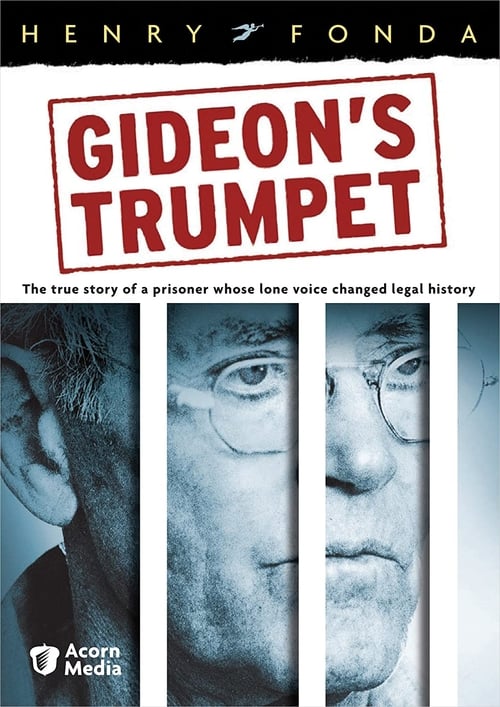 HENRY FONDA
GIDEON'S
TRUMPET
The true story of a prisoner whose lone voice changed legal history
Acorn
Media